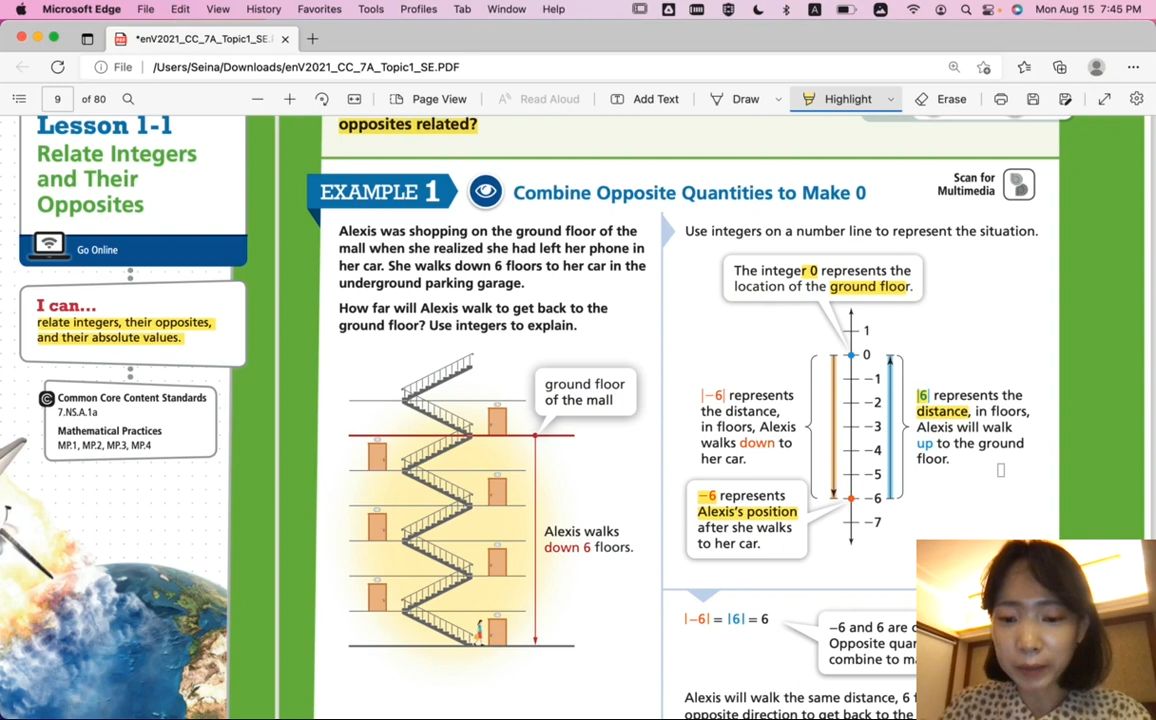 Microsoft Edge File Edit View History Favorites Tools Profiles Tab Window Help Mon Aug 15 7:45 PM
*enV2021_CC_7A_Topic1_SE.
File /Users/Seina/Downloads/enV2021_CC_7A_Topic1_SE.PDF
9 of 80 Page View Read Aloud Add Text Draw Highlight Erase
Lesson 1-1
Relate Integers
and Their
Opposites
Go Online
I can...
relate integers, their opposites,
and their absolute values.
Common Core Content Standards
7.NS.A.1a
Mathematical Practices
MP.1, MP.2, MP.3, MP.4
opposites related?
EXAMPLE 1 Combine Opposite Quantities to Make 0
Scan for
Multimedia
Alexis was shopping on the ground floor of the
mall when she realized she had left her phone in
her car. She walks down 6 floors to her car in the
underground parking garage.
How far will Alexis walk to get back to the
ground floor? Use integers to explain.
ground floor
of the mall
Alexis walks
down 6 floors.
Use integers on a number line to represent the situation.
The integer 0 represents the
location of the ground floor.
1
0
−1
−2
−3
−4
−5
−6
−7
|−6| represents
the distance,
in floors, Alexis
walks down to
her car.
|6| represents the
distance, in floors,
Alexis will walk
up to the ground
floor.
−6 represents
Alexis's position
after she walks
to her car.
|−6| = |6| = 6
−6 and 6 are
Opposite
combine to
Alexis will walk the same distance, 6
opposite direction to get back to the